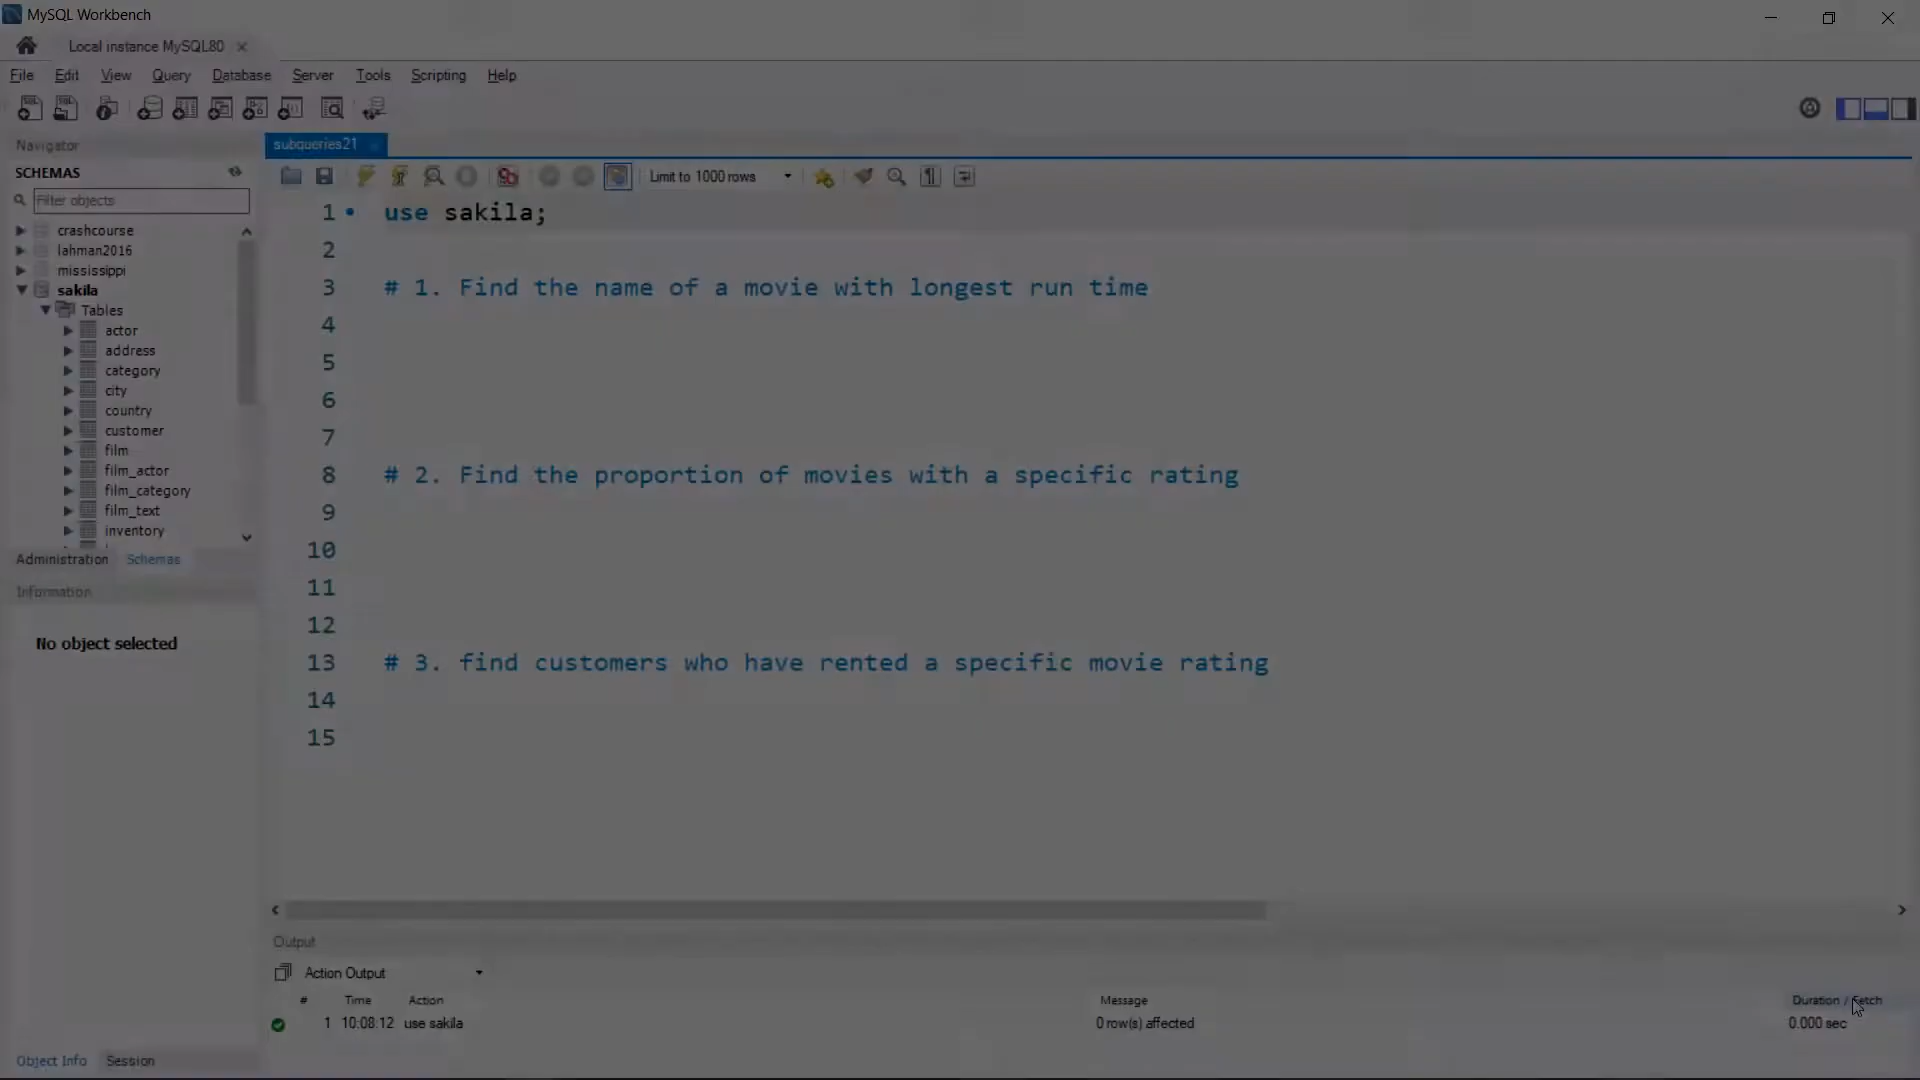 MySQL Workbench
Local instance MySQL80
File Edit View Query Database Server Tools Scripting Help
Navigator
SCHEMAS
Filter objects
crashcourse
lahman2016
mississippi
sakila
Tables
actor
address
category
city
country
customer
film
film_actor
film_category
film_text
inventory
Administration Schemas
Information
No object selected
Object Info Session
subqueries21
Limit to 1000 rows
1 use sakila;
2
3 # 1. Find the name of a movie with longest run time
4
5
6
7
8 # 2. Find the proportion of movies with a specific rating
9
10
11
12
13 # 3. find customers who have rented a specific movie rating
14
15
Output
Action Output
# Time Action Message Duration / Fetch
1 10:08:12 use sakila 0 row(s) affected 0.000 sec